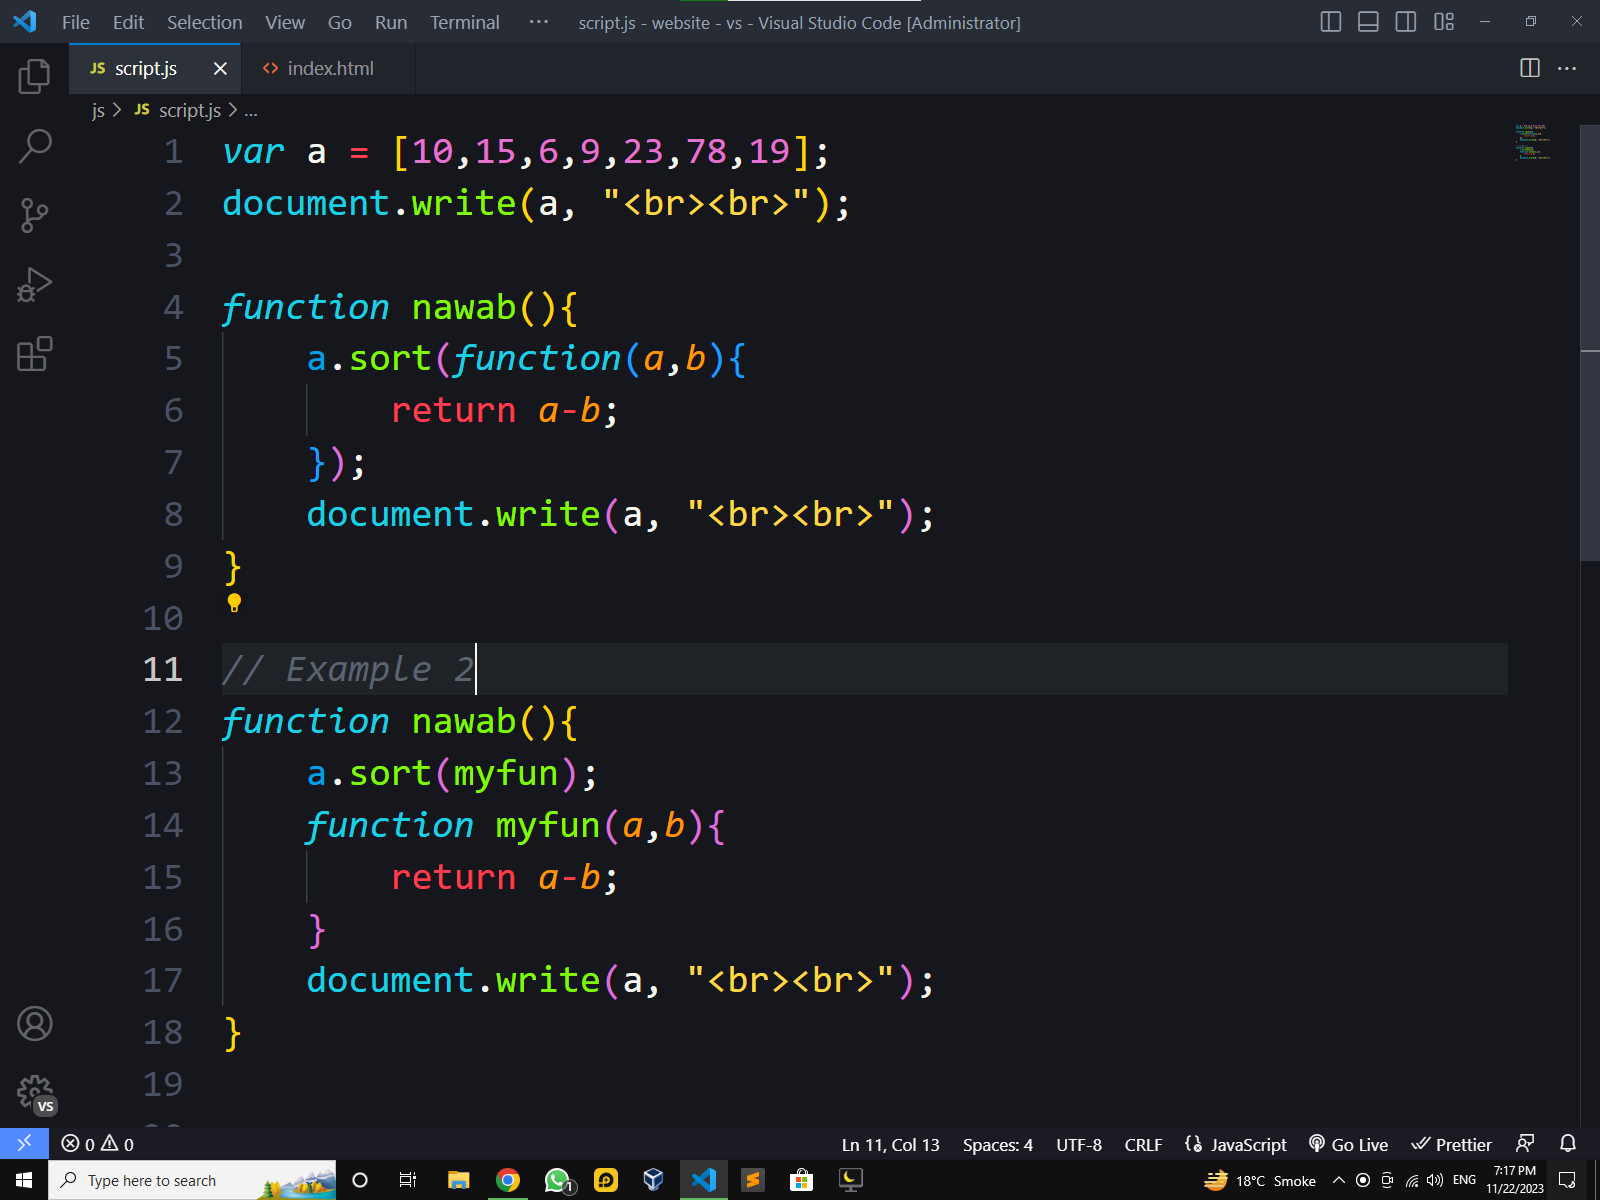 File Edit Selection View Go Run Terminal ··· script.js - website - vs - Visual Studio Code [Administrator]
JS script.js × <> index.html ···
js > JS script.js > ...
1 var a = [10,15,6,9,23,78,19];
2 document.write(a, "<br><br>");
3
4 function nawab(){
5 a.sort(function(a,b){
6 return a-b;
7 });
8 document.write(a, "<br><br>");
9 }
10
11 // Example 2
12 function nawab(){
13 a.sort(myfun);
14 function myfun(a,b){
15 return a-b;
16 }
17 document.write(a, "<br><br>");
18 }
19
VS
0 0 Ln 11, Col 13 Spaces: 4 UTF-8 CRLF {} JavaScript Go Live Prettier
Type here to search 1 18°C Smoke ENG 7:17 PM
11/22/2023